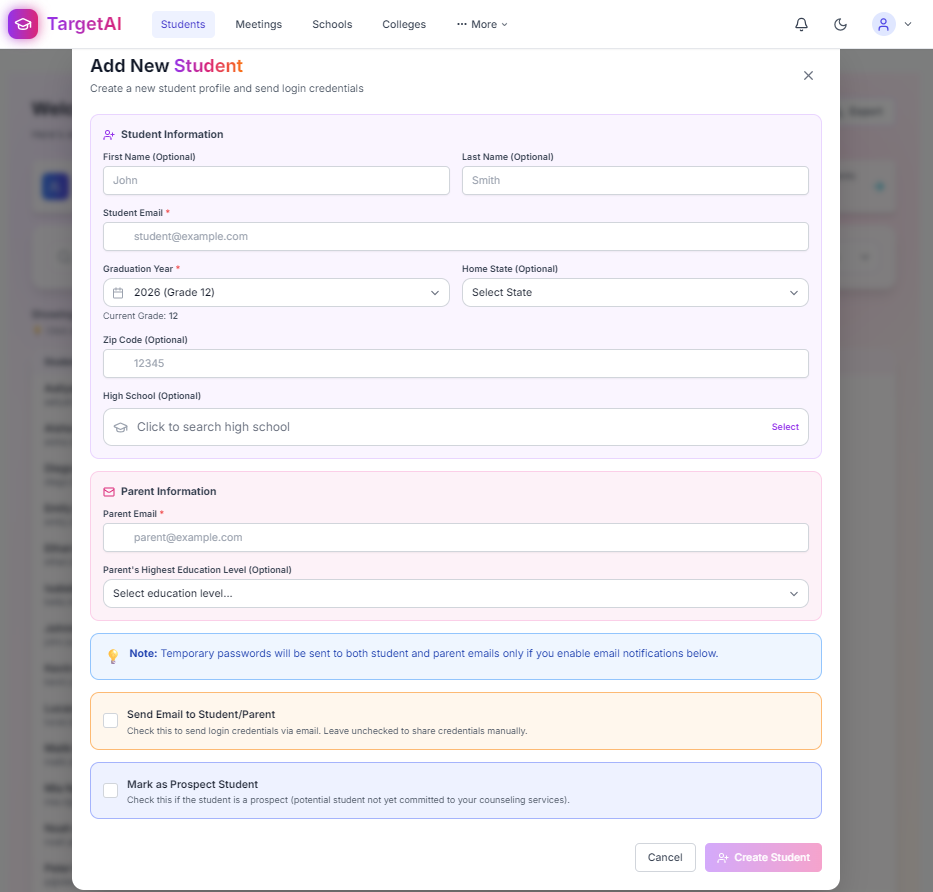 TargetAI
Students
Meetings
Schools
Colleges
More
Add New Student
Create a new student profile and send login credentials
Student Information
First Name (Optional)
Last Name (Optional)
John
Smith
Student Email *
student@example.com
Graduation Year *
Home State (Optional)
2026 (Grade 12)
Select State
Current Grade: 12
Zip Code (Optional)
12345
High School (Optional)
Click to search high school
Select
Parent Information
Parent Email *
parent@example.com
Parent's Highest Education Level (Optional)
Select education level...
Note: Temporary passwords will be sent to both student and parent emails only if you enable email notifications below.
Send Email to Student/Parent
Check this to send login credentials via email. Leave unchecked to share credentials manually.
Mark as Prospect Student
Check this if the student is a prospect (potential student not yet committed to your counseling services).
Cancel
Create Student